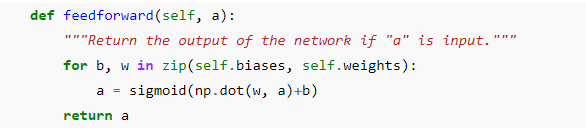 def feedforward(self, a):
    """Return the output of the network if "a" is input."""
    for b, w in zip(self.biases, self.weights):
        a = sigmoid(np.dot(w, a)+b)
    return a